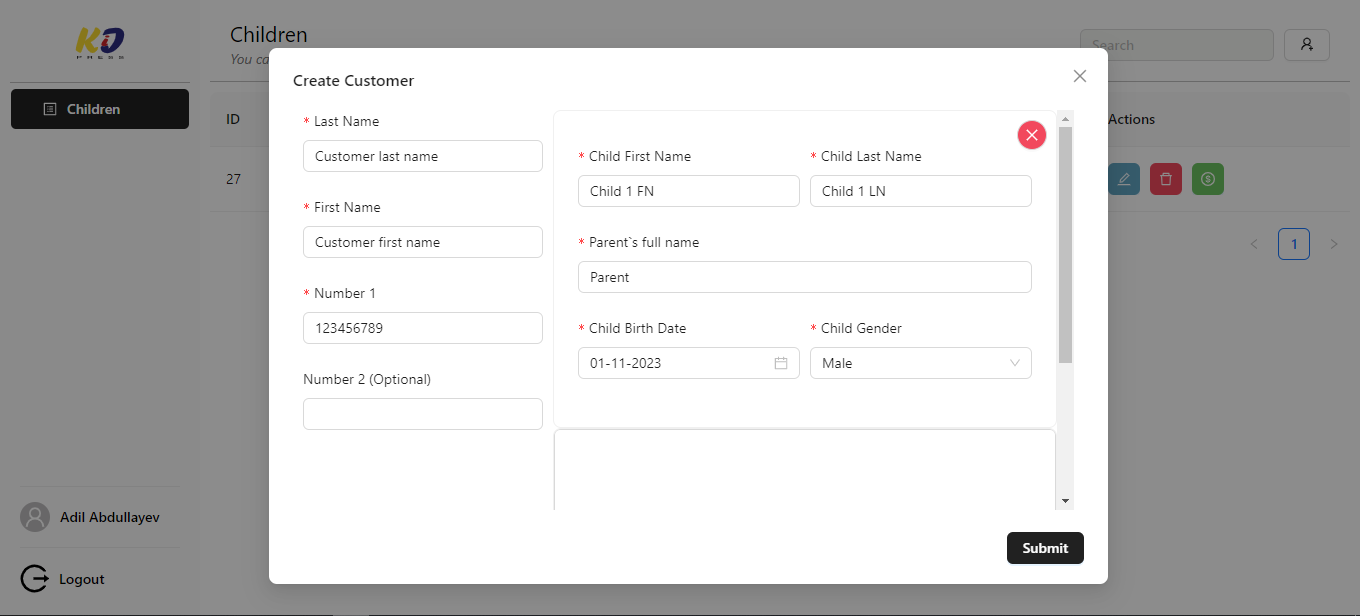 KiD
PRESS
Children
You ca
Search
Children
ID
Actions
27
1
Create Customer
* Last Name
Customer last name
* First Name
Customer first name
* Number 1
123456789
Number 2 (Optional)
* Child First Name
* Child Last Name
Child 1 FN
Child 1 LN
* Parent`s full name
Parent
* Child Birth Date
* Child Gender
01-11-2023
Male
Submit
Adil Abdullayev
Logout